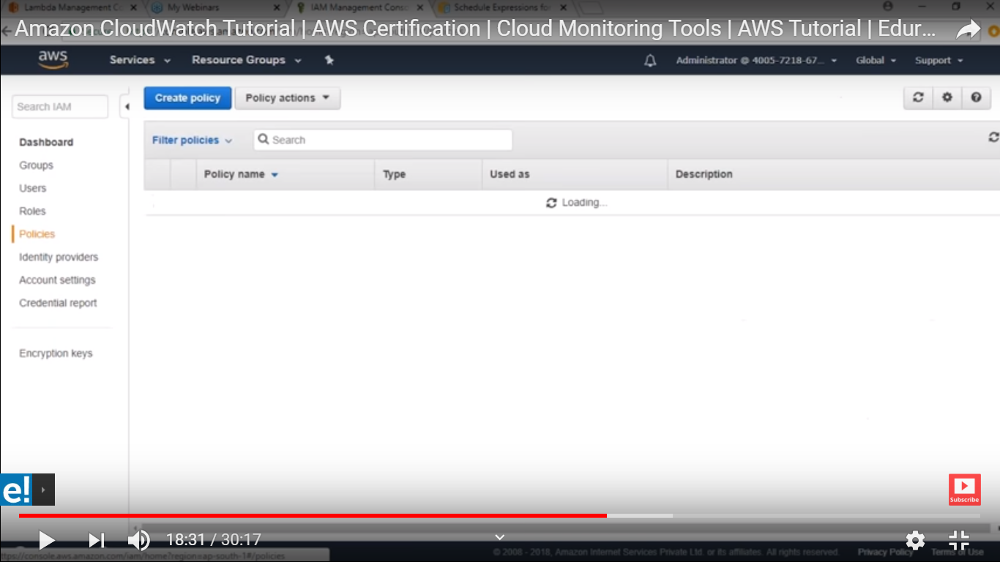 Lambda Management Co
My Webinars
IAM Management Consc
Schedule Expressions for
Amazon CloudWatch Tutorial | AWS Certification | Cloud Monitoring Tools | AWS Tutorial | Edur...
aws
Services
Resource Groups
Administrator @ 4005-7218-67...
Global
Support
Search IAM
Create policy
Policy actions
Dashboard
Filter policies
Search
Groups
Policy name
Type
Used as
Description
Users
Loading...
Roles
Policies
Identity providers
Account settings
Credential report
Encryption keys
e!
Subscribe
18:31 / 30:17
© 2008 - 2018, Amazon Internet Services Private Ltd. or its affiliates. All rights reserved.
Privacy Policy
Terms of Use
ttps://console.aws.amazon.com/iam/home?region=ap-south-1#/policies